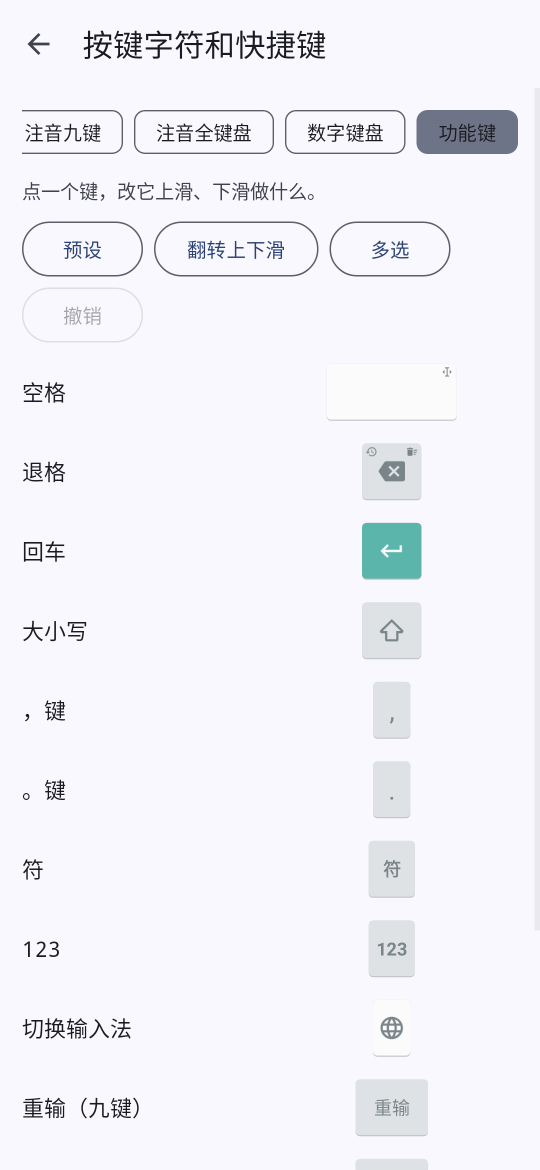 按键字符和快捷键
注音九键 注音全键盘 数字键盘 功能键
点一个键，改它上滑、下滑做什么。
预设 翻转上下滑 多选
撤销
空格
退格
回车
大小写
，键 ,
。键 .
符 符
123 123
切换输入法
重输（九键） 重输